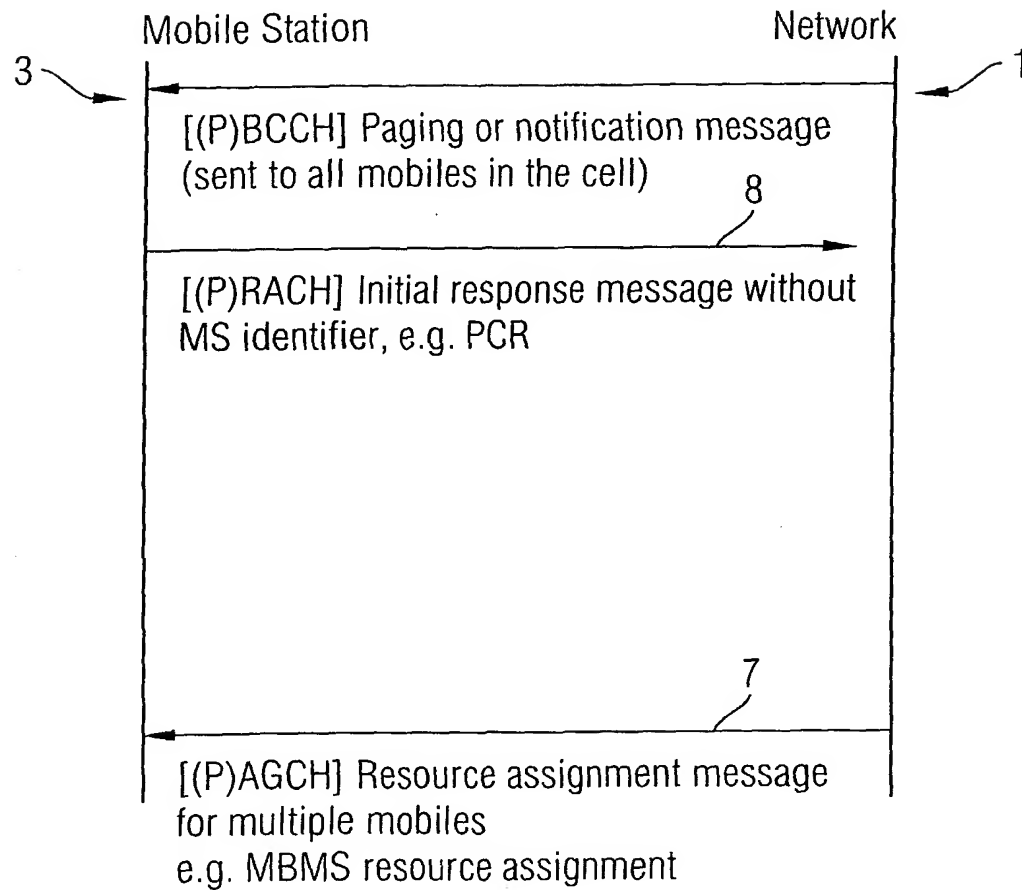 Mobile Station Network
3 1
[(P)BCCH] Paging or notification message
(sent to all mobiles in the cell)
8
[(P)RACH] Initial response message without
MS identifier, e.g. PCR
7
[(P)AGCH] Resource assignment message
for multiple mobiles
e.g. MBMS resource assignment